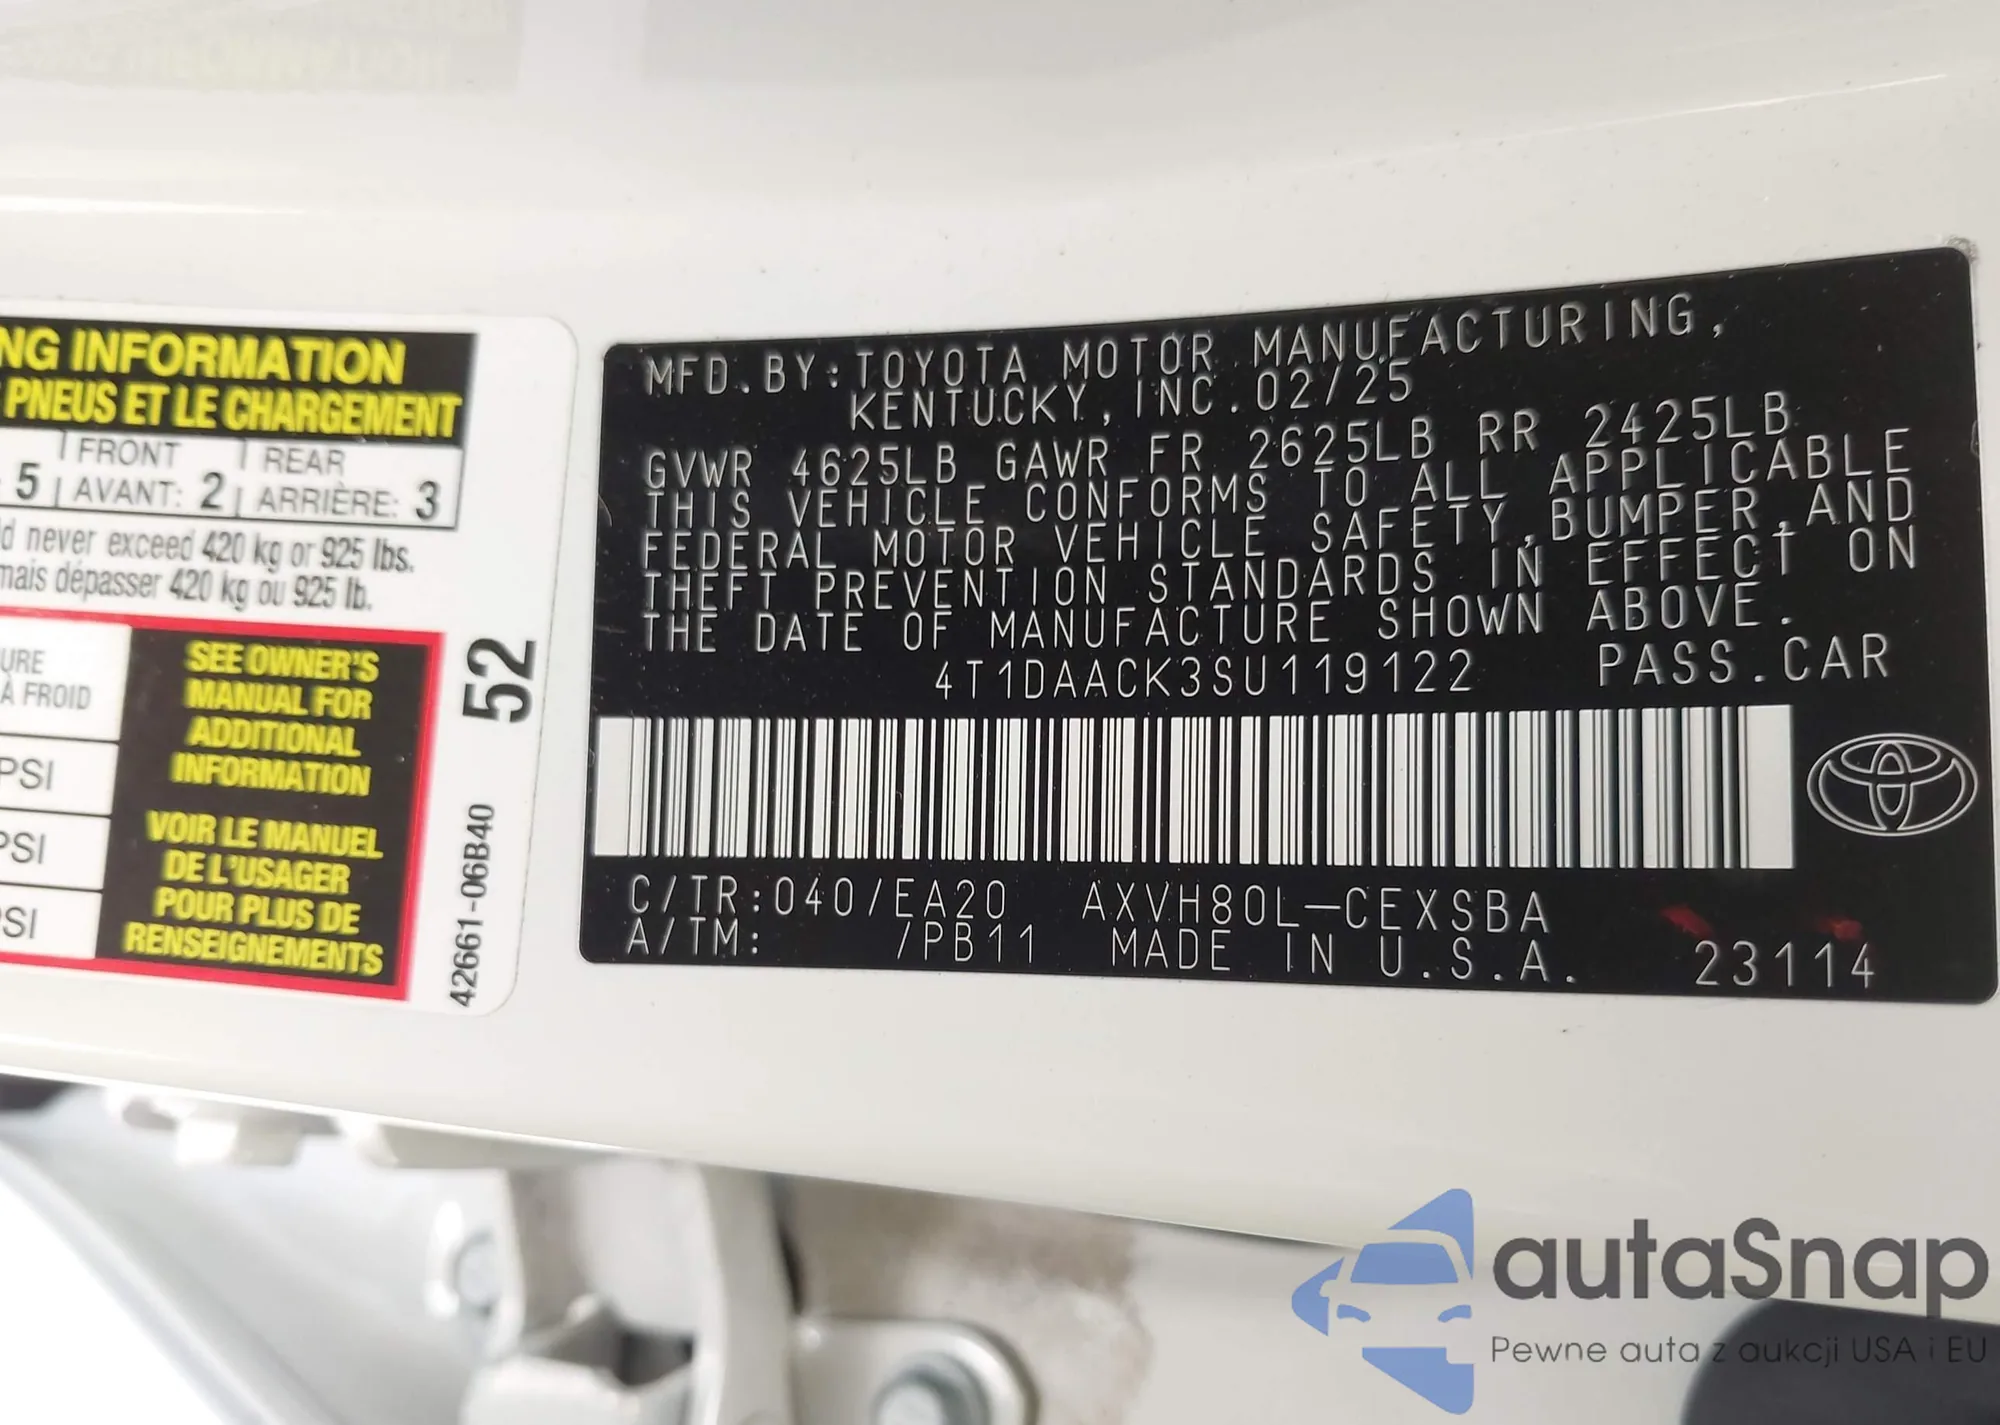 NG INFORMATION
PNEUS ET LE CHARGEMENT
5 | FRONT AVANT: 2 | REAR ARRIÈRE: 3
d never exceed 420 kg or 925 lbs.
mais dépasser 420 kg ou 925 lb.
URE
À FROID
PSI
PSI
SI
SEE OWNER'S
MANUAL FOR
ADDITIONAL
INFORMATION
VOIR LE MANUEL
DE L'USAGER
POUR PLUS DE
RENSEIGNEMENTS
52
42661-06B40
MFD.BY:TOYOTA MOTOR MANUFACTURING,
KENTUCKY, INC. 02/25
GVWR 4625LB GAWR FR 2625LB RR 2425LB
THIS VEHICLE CONFORMS TO ALL APPLICABLE
FEDERAL MOTOR VEHICLE SAFETY, BUMPER, AND
THEFT PREVENTION STANDARDS IN EFFECT ON
THE DATE OF MANUFACTURE SHOWN ABOVE.
4T1DAACK3SU119122 PASS.CAR
C/TR:040/EA20 AXVH80L-CEXSBA
A/TM: /PB11 MADE IN U.S.A. 23114
autaSnap
Pewne auta z aukcji USA i EU